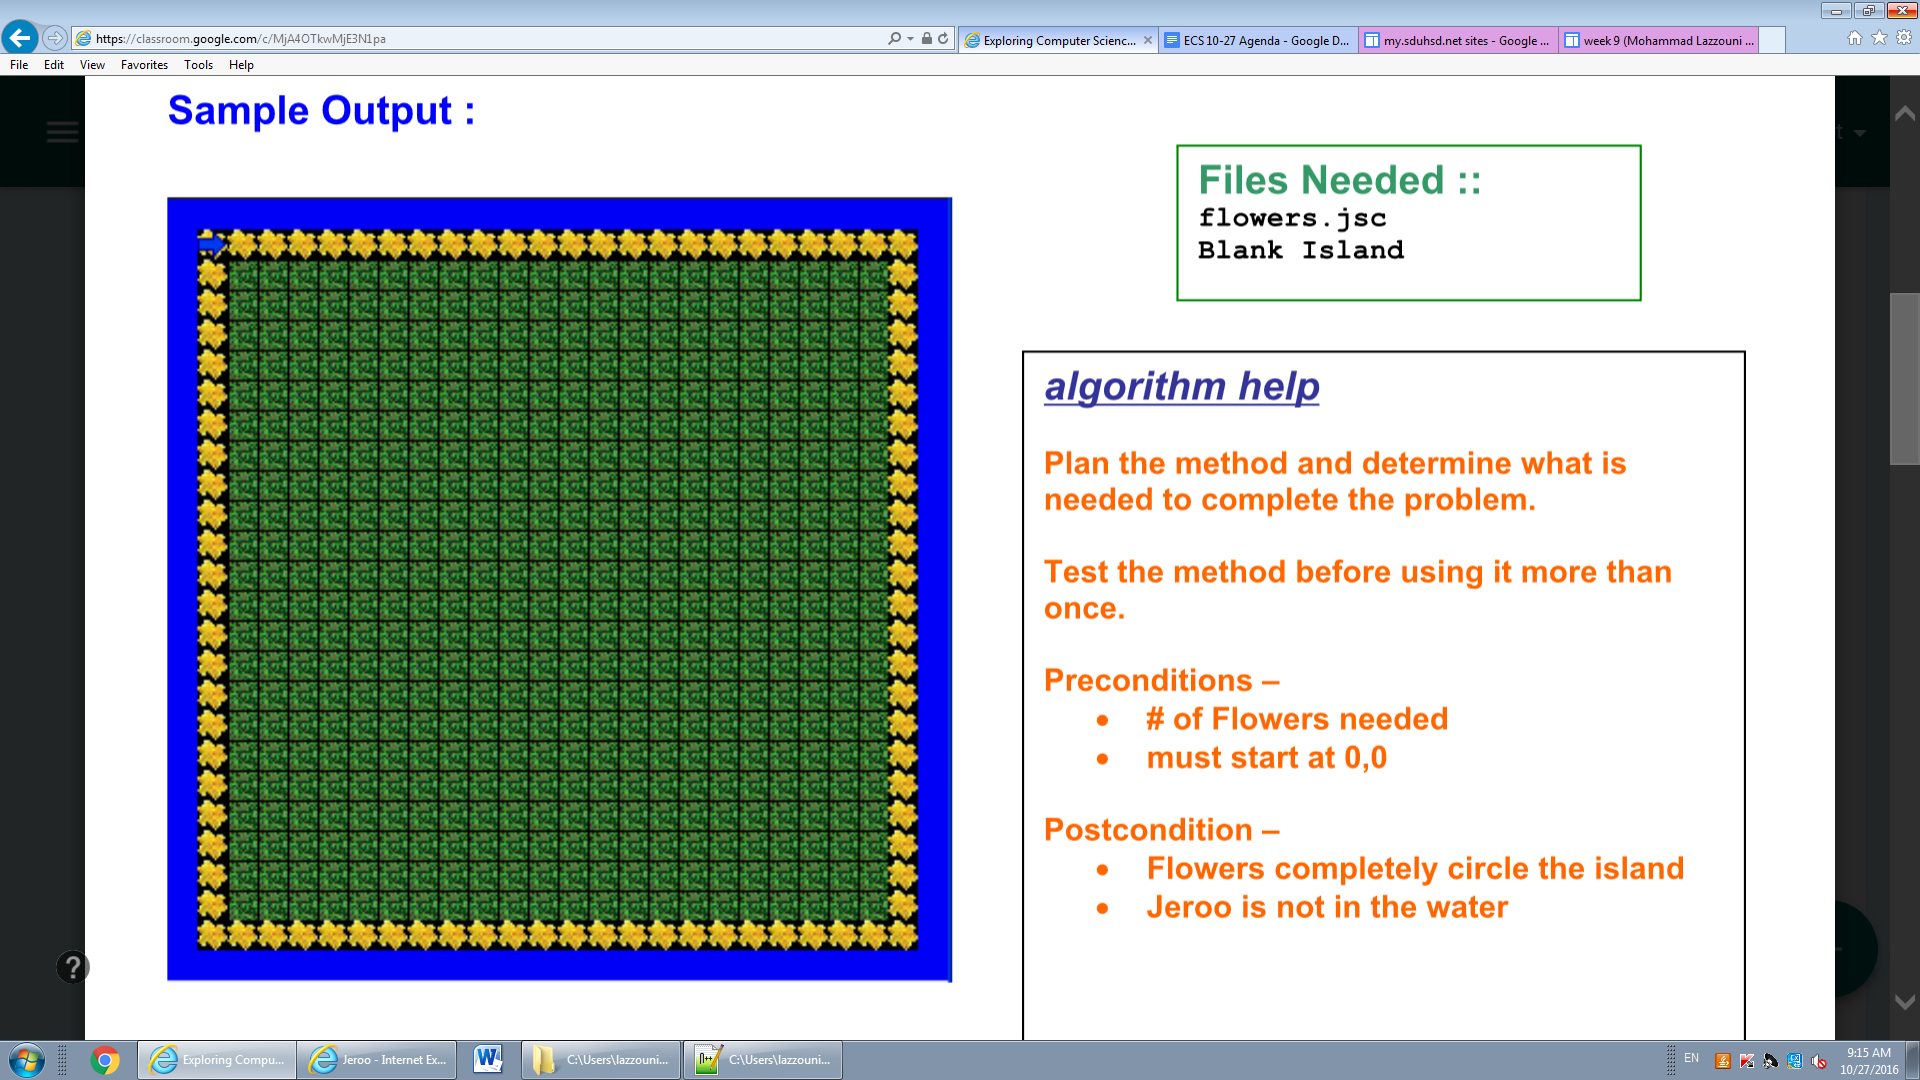 https://classroom.google.com/c/MjA4OTkwMjE3N1pa
Exploring Computer Scienc...
ECS 10-27 Agenda - Google D...
my.sduhsd.net sites - Google ...
week 9 (Mohammad Lazzouni ...
File Edit View Favorites Tools Help
Sample Output :
Files Needed ::
flowers.jsc
Blank Island
algorithm help
Plan the method and determine what is
needed to complete the problem.
Test the method before using it more than
once.
Preconditions –
• # of Flowers needed
• must start at 0,0
Postcondition –
• Flowers completely circle the island
• Jeroo is not in the water
?
Exploring Compu...
Jeroo - Internet Ex...
C:\Users\lazzouni...
C:\Users\lazzouni...
EN
9:15 AM
10/27/2016